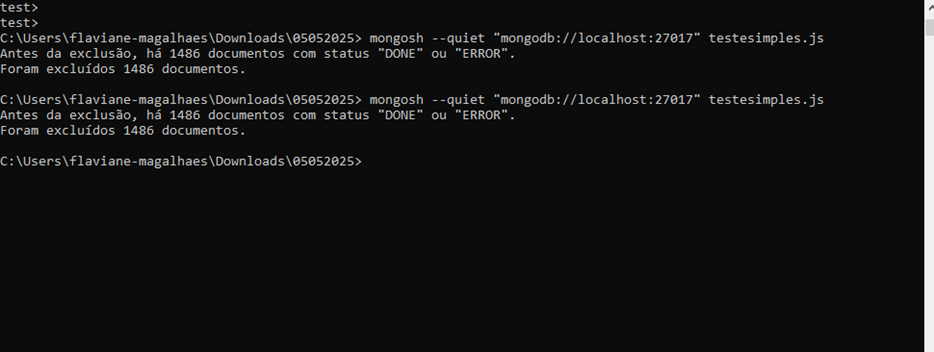 test>
test>
C:\Users\flaviane-magalhaes\Downloads\05052025> mongosh --quiet "mongodb://localhost:27017" testesimples.js
Antes da exclusão, há 1486 documentos com status "DONE" ou "ERROR".
Foram excluídos 1486 documentos.
C:\Users\flaviane-magalhaes\Downloads\05052025> mongosh --quiet "mongodb://localhost:27017" testesimples.js
Antes da exclusão, há 1486 documentos com status "DONE" ou "ERROR".
Foram excluídos 1486 documentos.
C:\Users\flaviane-magalhaes\Downloads\05052025>